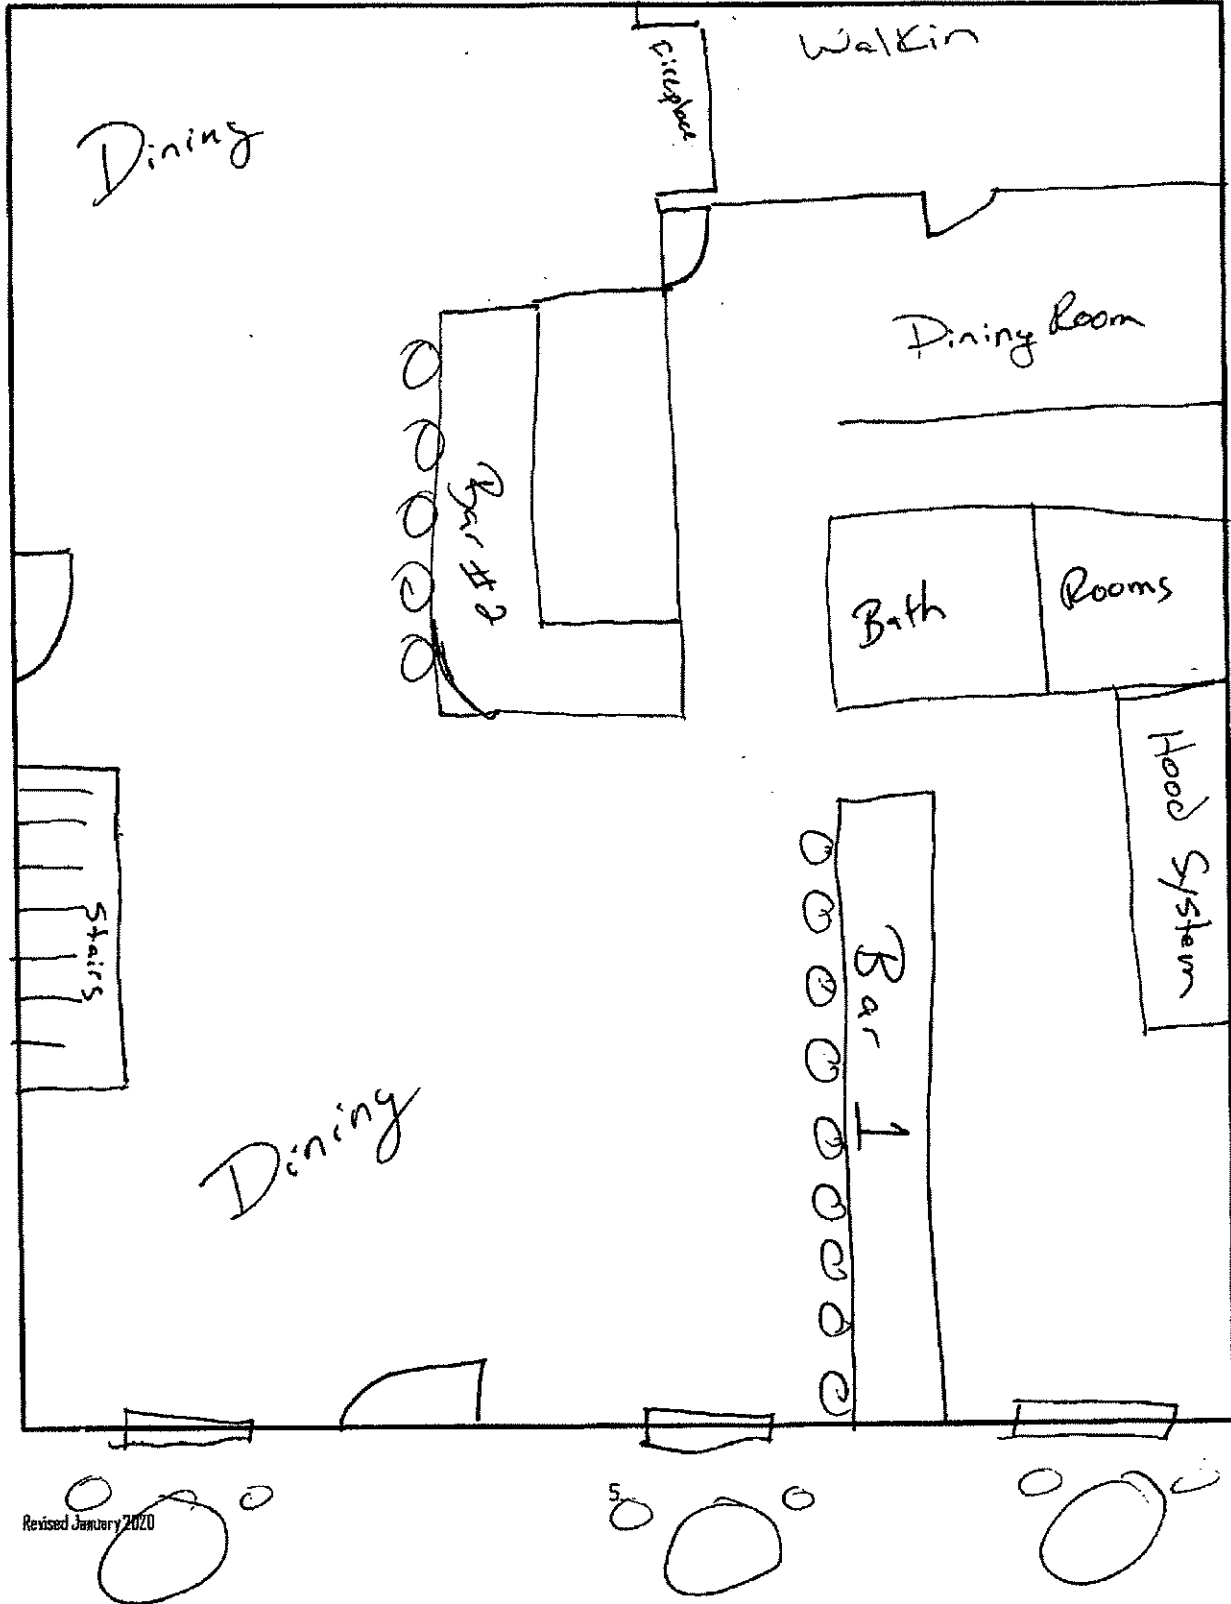 Walkin
Fireplace
Dining
Dining Room
Bar #2
Bath
Rooms
Hood System
Stairs
Bar 1
Dining
5
Revised January 2020